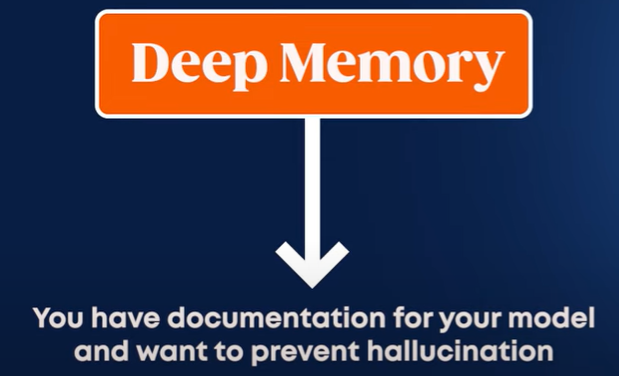 Deep Memory
You have documentation for your model
and want to prevent hallucination